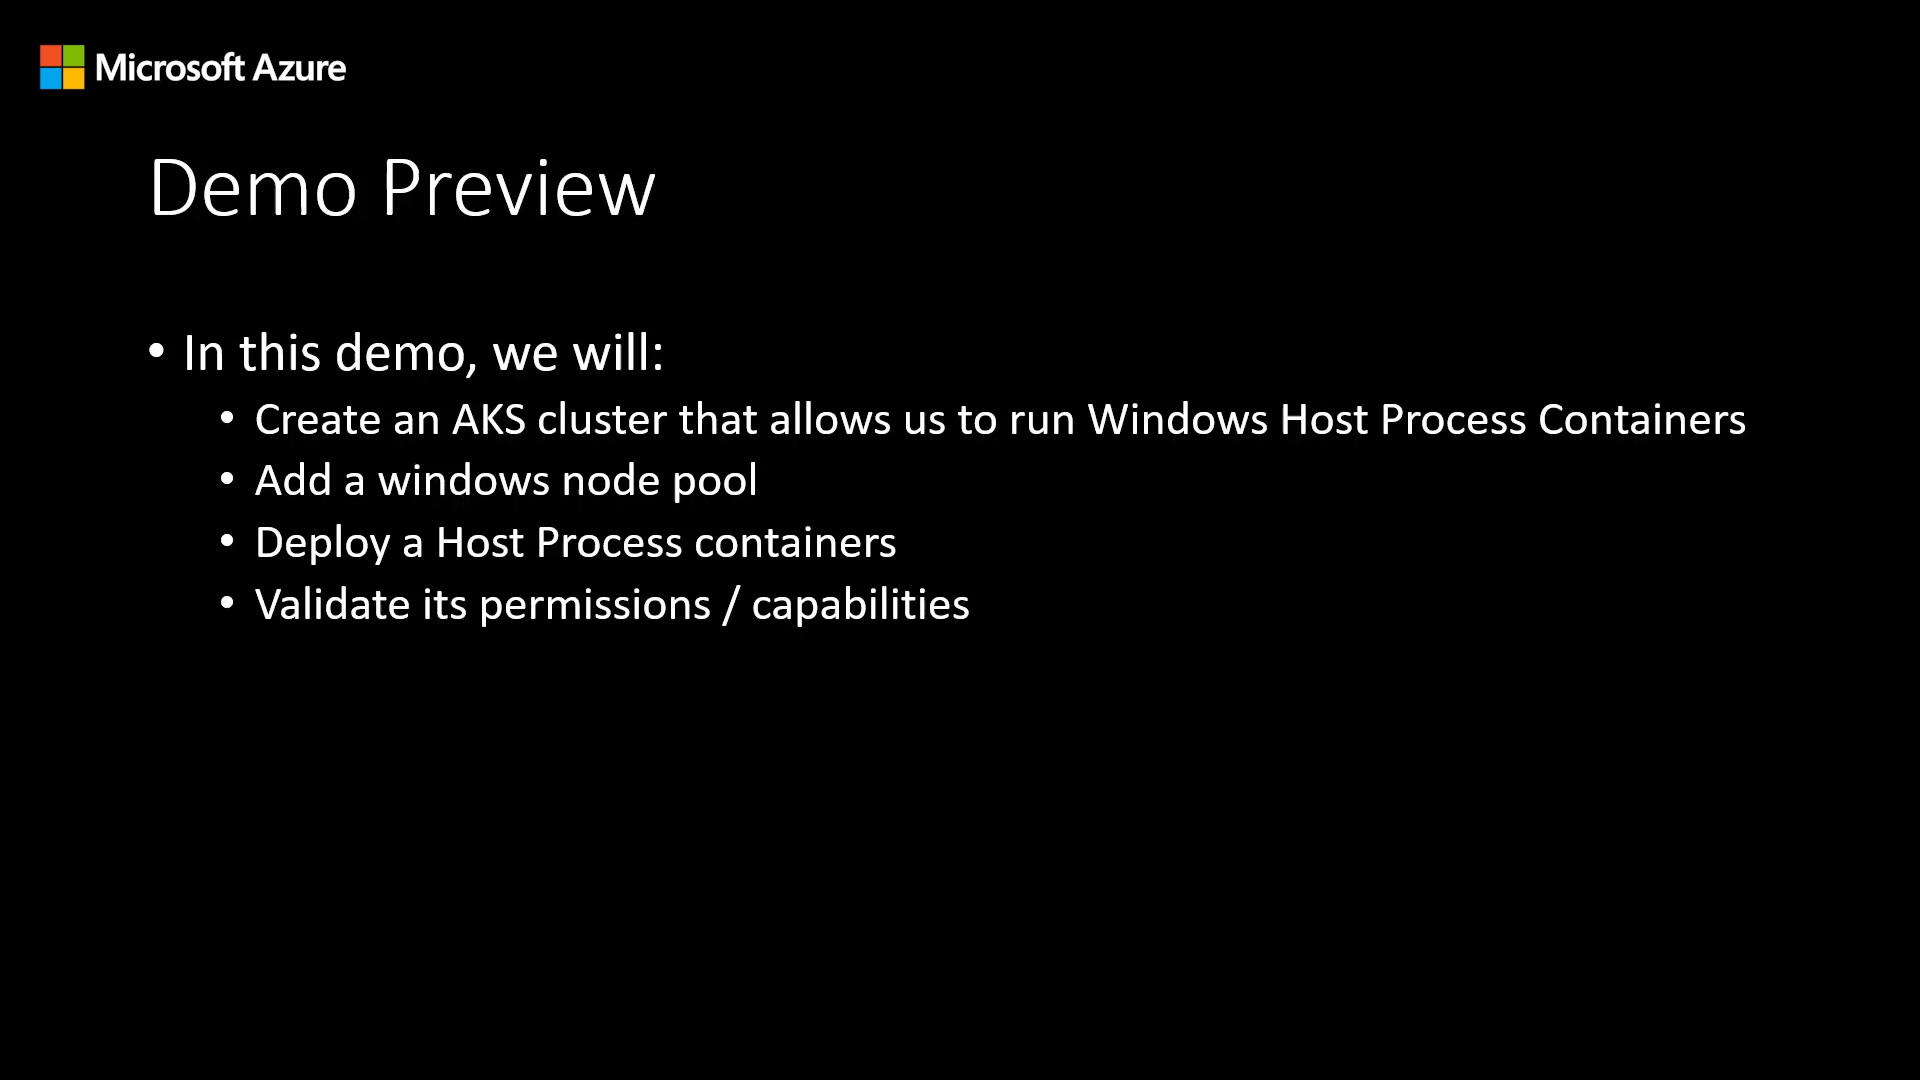 Microsoft Azure
Demo Preview
• In this demo, we will:
• Create an AKS cluster that allows us to run Windows Host Process Containers
• Add a windows node pool
• Deploy a Host Process containers
• Validate its permissions / capabilities